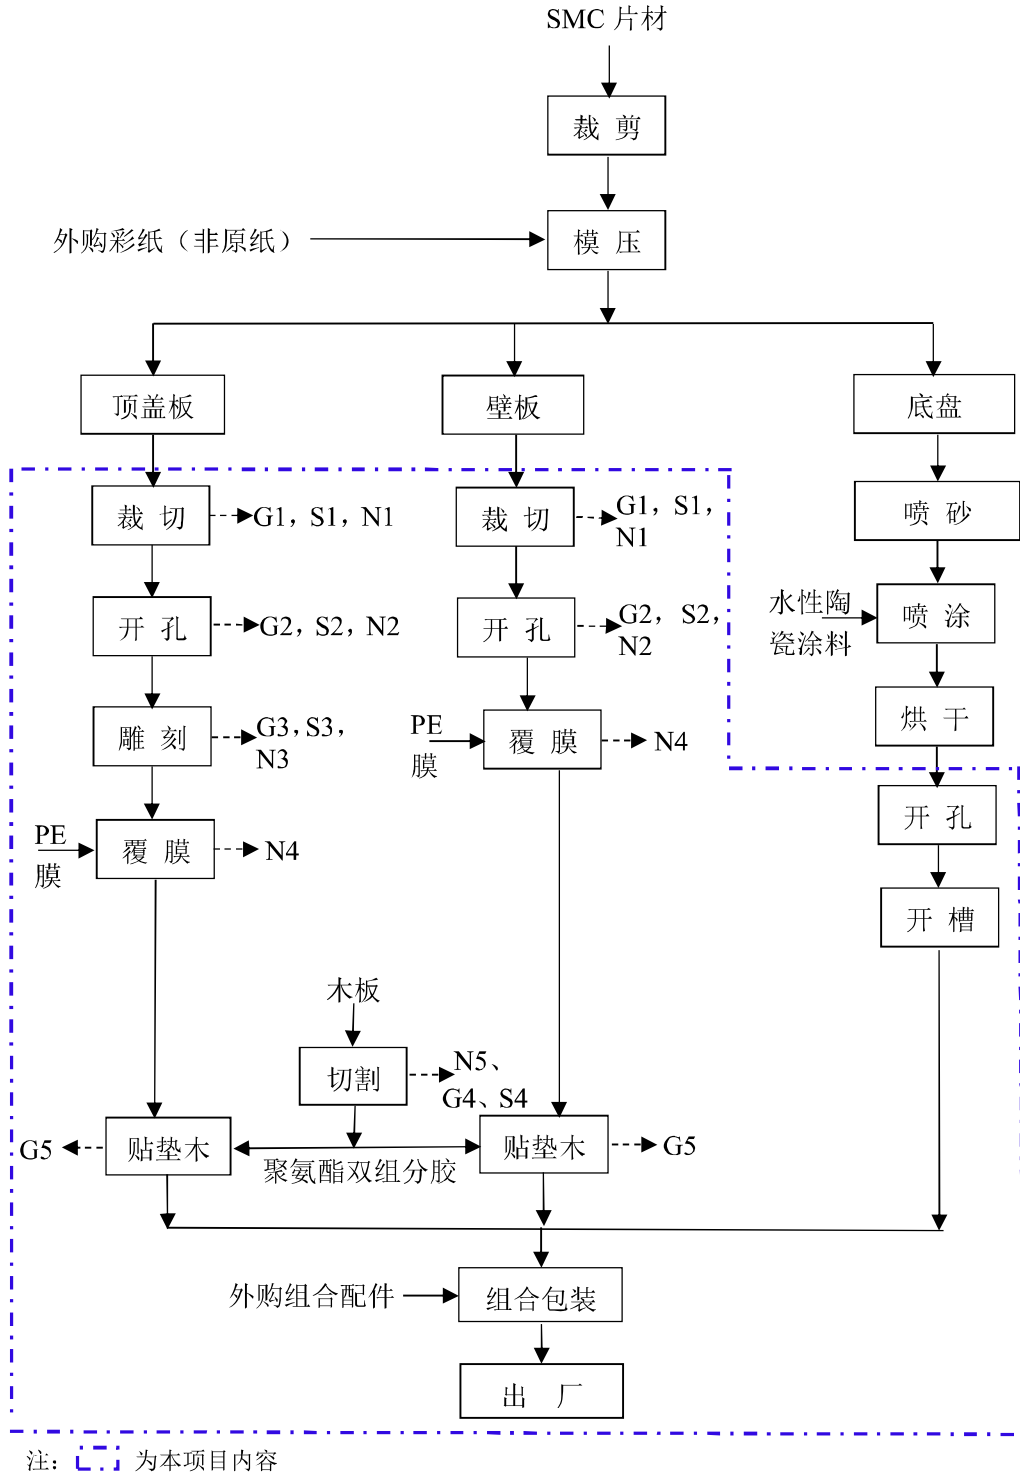 SMC 片材
裁 剪
外购彩纸（非原纸）
模 压
顶盖板
壁板
底盘
裁 切
G1，S1，N1
裁 切
G1，S1，
N1
喷 砂
开 孔
G2，S2，N2
开 孔
G2，S2，
N2
水性陶
瓷涂料
喷 涂
雕 刻
G3,S3，
N3
PE
膜
覆 膜
N4
烘 干
PE
膜
覆 膜
N4
开 孔
开 槽
木板
切割
N5、
G4、S4
G5
贴垫木
聚氨酯双组分胶
贴垫木
G5
外购组合配件
组合包装
出 厂
注：
为本项目内容